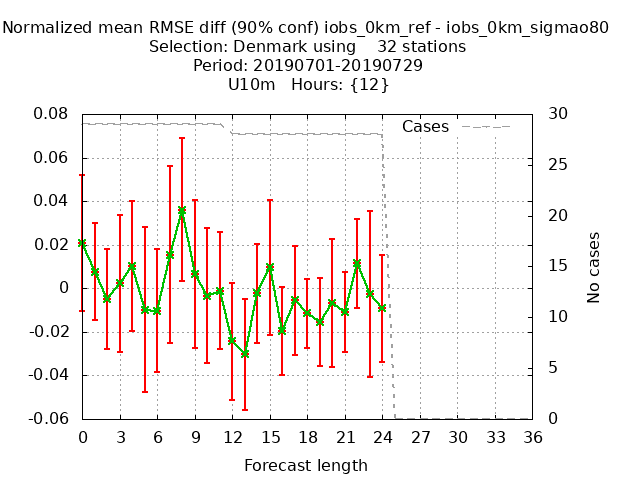 Normalized mean RMSE diff (90% conf) iobs_0km_ref - iobs_0km_sigmao80
Selection: Denmark using    32 stations
Period: 20190701-20190729
U10m   Hours: {12}
0.08
0.06
0.04
0.02
0
-0.02
-0.04
-0.06
Cases
30
25
20
15
10
5
0
No cases
0 3 6 9 12 15 18 21 24 27 30 33 36
Forecast length